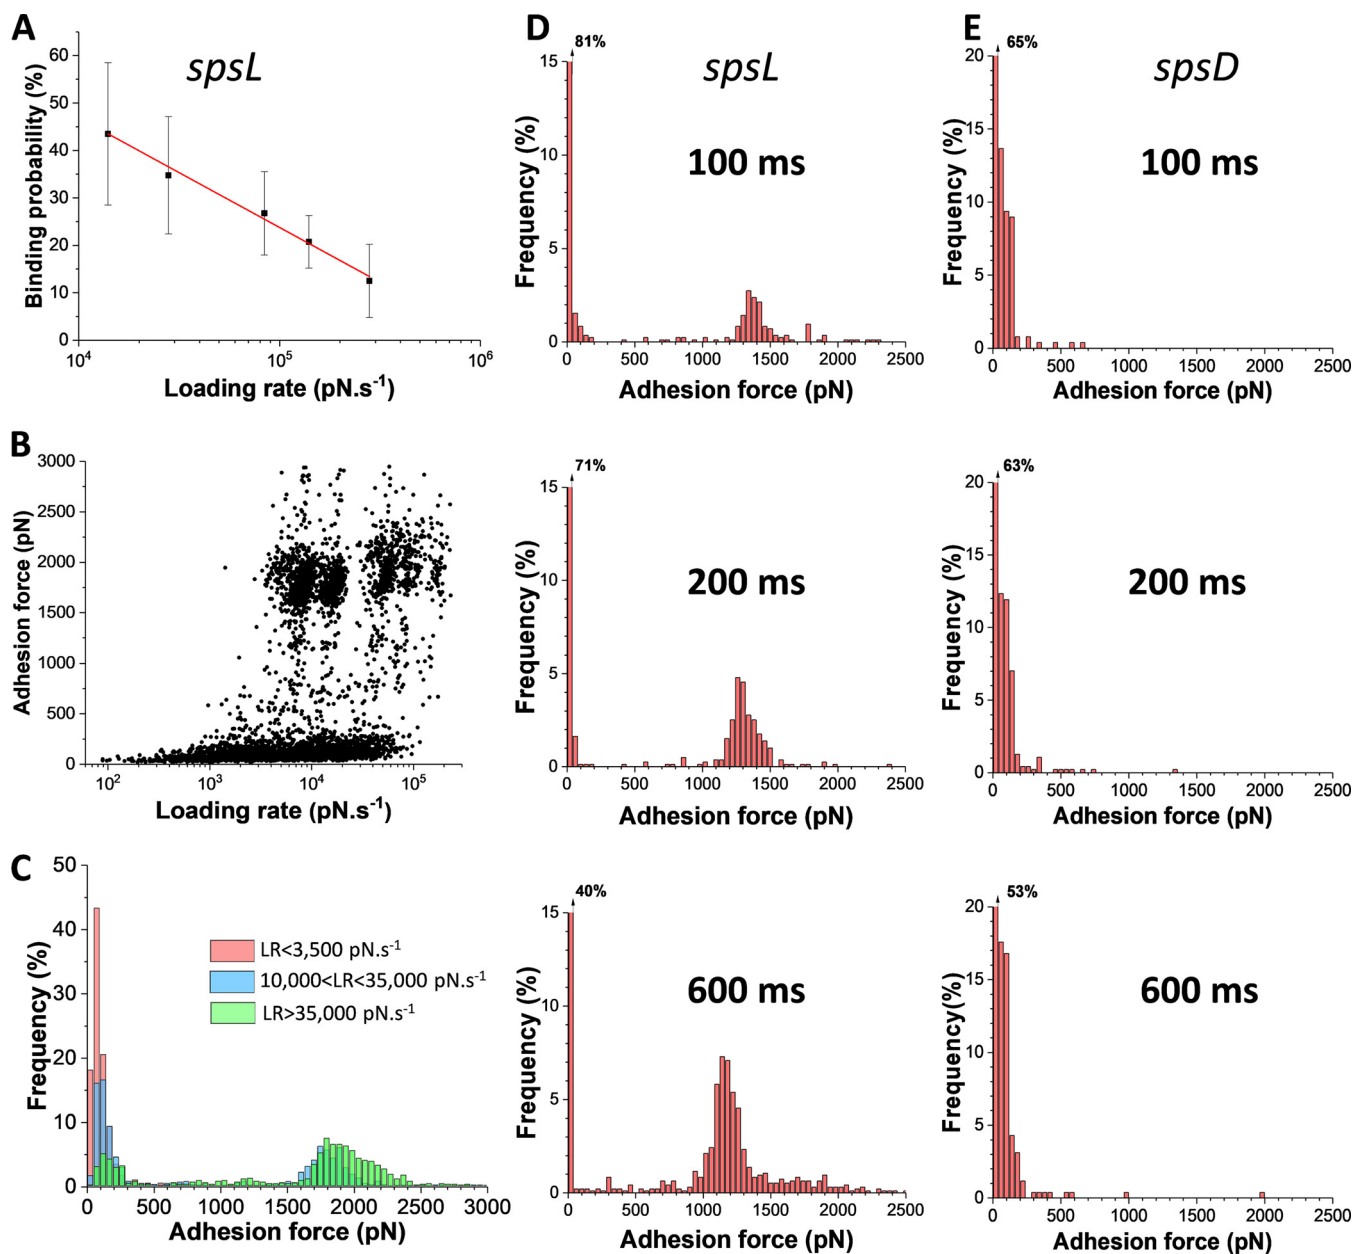 A
spsL
Binding probability (%)
60
50
40
30
20
10
0
10⁴ 10⁵ 10⁶
Loading rate (pN.s⁻¹)
B
Adhesion force (pN)
3000
2500
2000
1500
1000
500
0
10² 10³ 10⁴ 10⁵
Loading rate (pN.s⁻¹)
C
Frequency (%)
50
40
30
20
10
0
LR<3,500 pN.s⁻¹
10,000<LR<35,000 pN.s⁻¹
LR>35,000 pN.s⁻¹
0 500 1000 1500 2000 2500 3000
Adhesion force (pN)
D
81%
spsL
100 ms
Frequency (%)
15
10
5
0
0 500 1000 1500 2000 2500
Adhesion force (pN)
71%
200 ms
Frequency (%)
15
10
5
0
0 500 1000 1500 2000 2500
Adhesion force (pN)
40%
600 ms
Frequency (%)
15
10
5
0
0 500 1000 1500 2000 2500
Adhesion force (pN)
E
65%
spsD
100 ms
Frequency (%)
20
15
10
5
0
0 500 1000 1500 2000 2500
Adhesion force (pN)
63%
200 ms
Frequency (%)
20
15
10
5
0
0 500 1000 1500 2000 2500
Adhesion force (pN)
53%
600 ms
Frequency(%)
20
15
10
5
0
0 500 1000 1500 2000 2500
Adhesion force (pN)